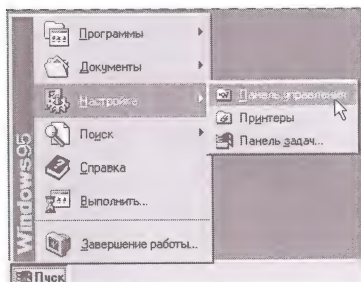 Программы
Документы
Настройка
Поиск
Справка
Выполнить...
Завершение работы...
Панель управления
Принтеры
Панель задач...
Windows95
Пуск